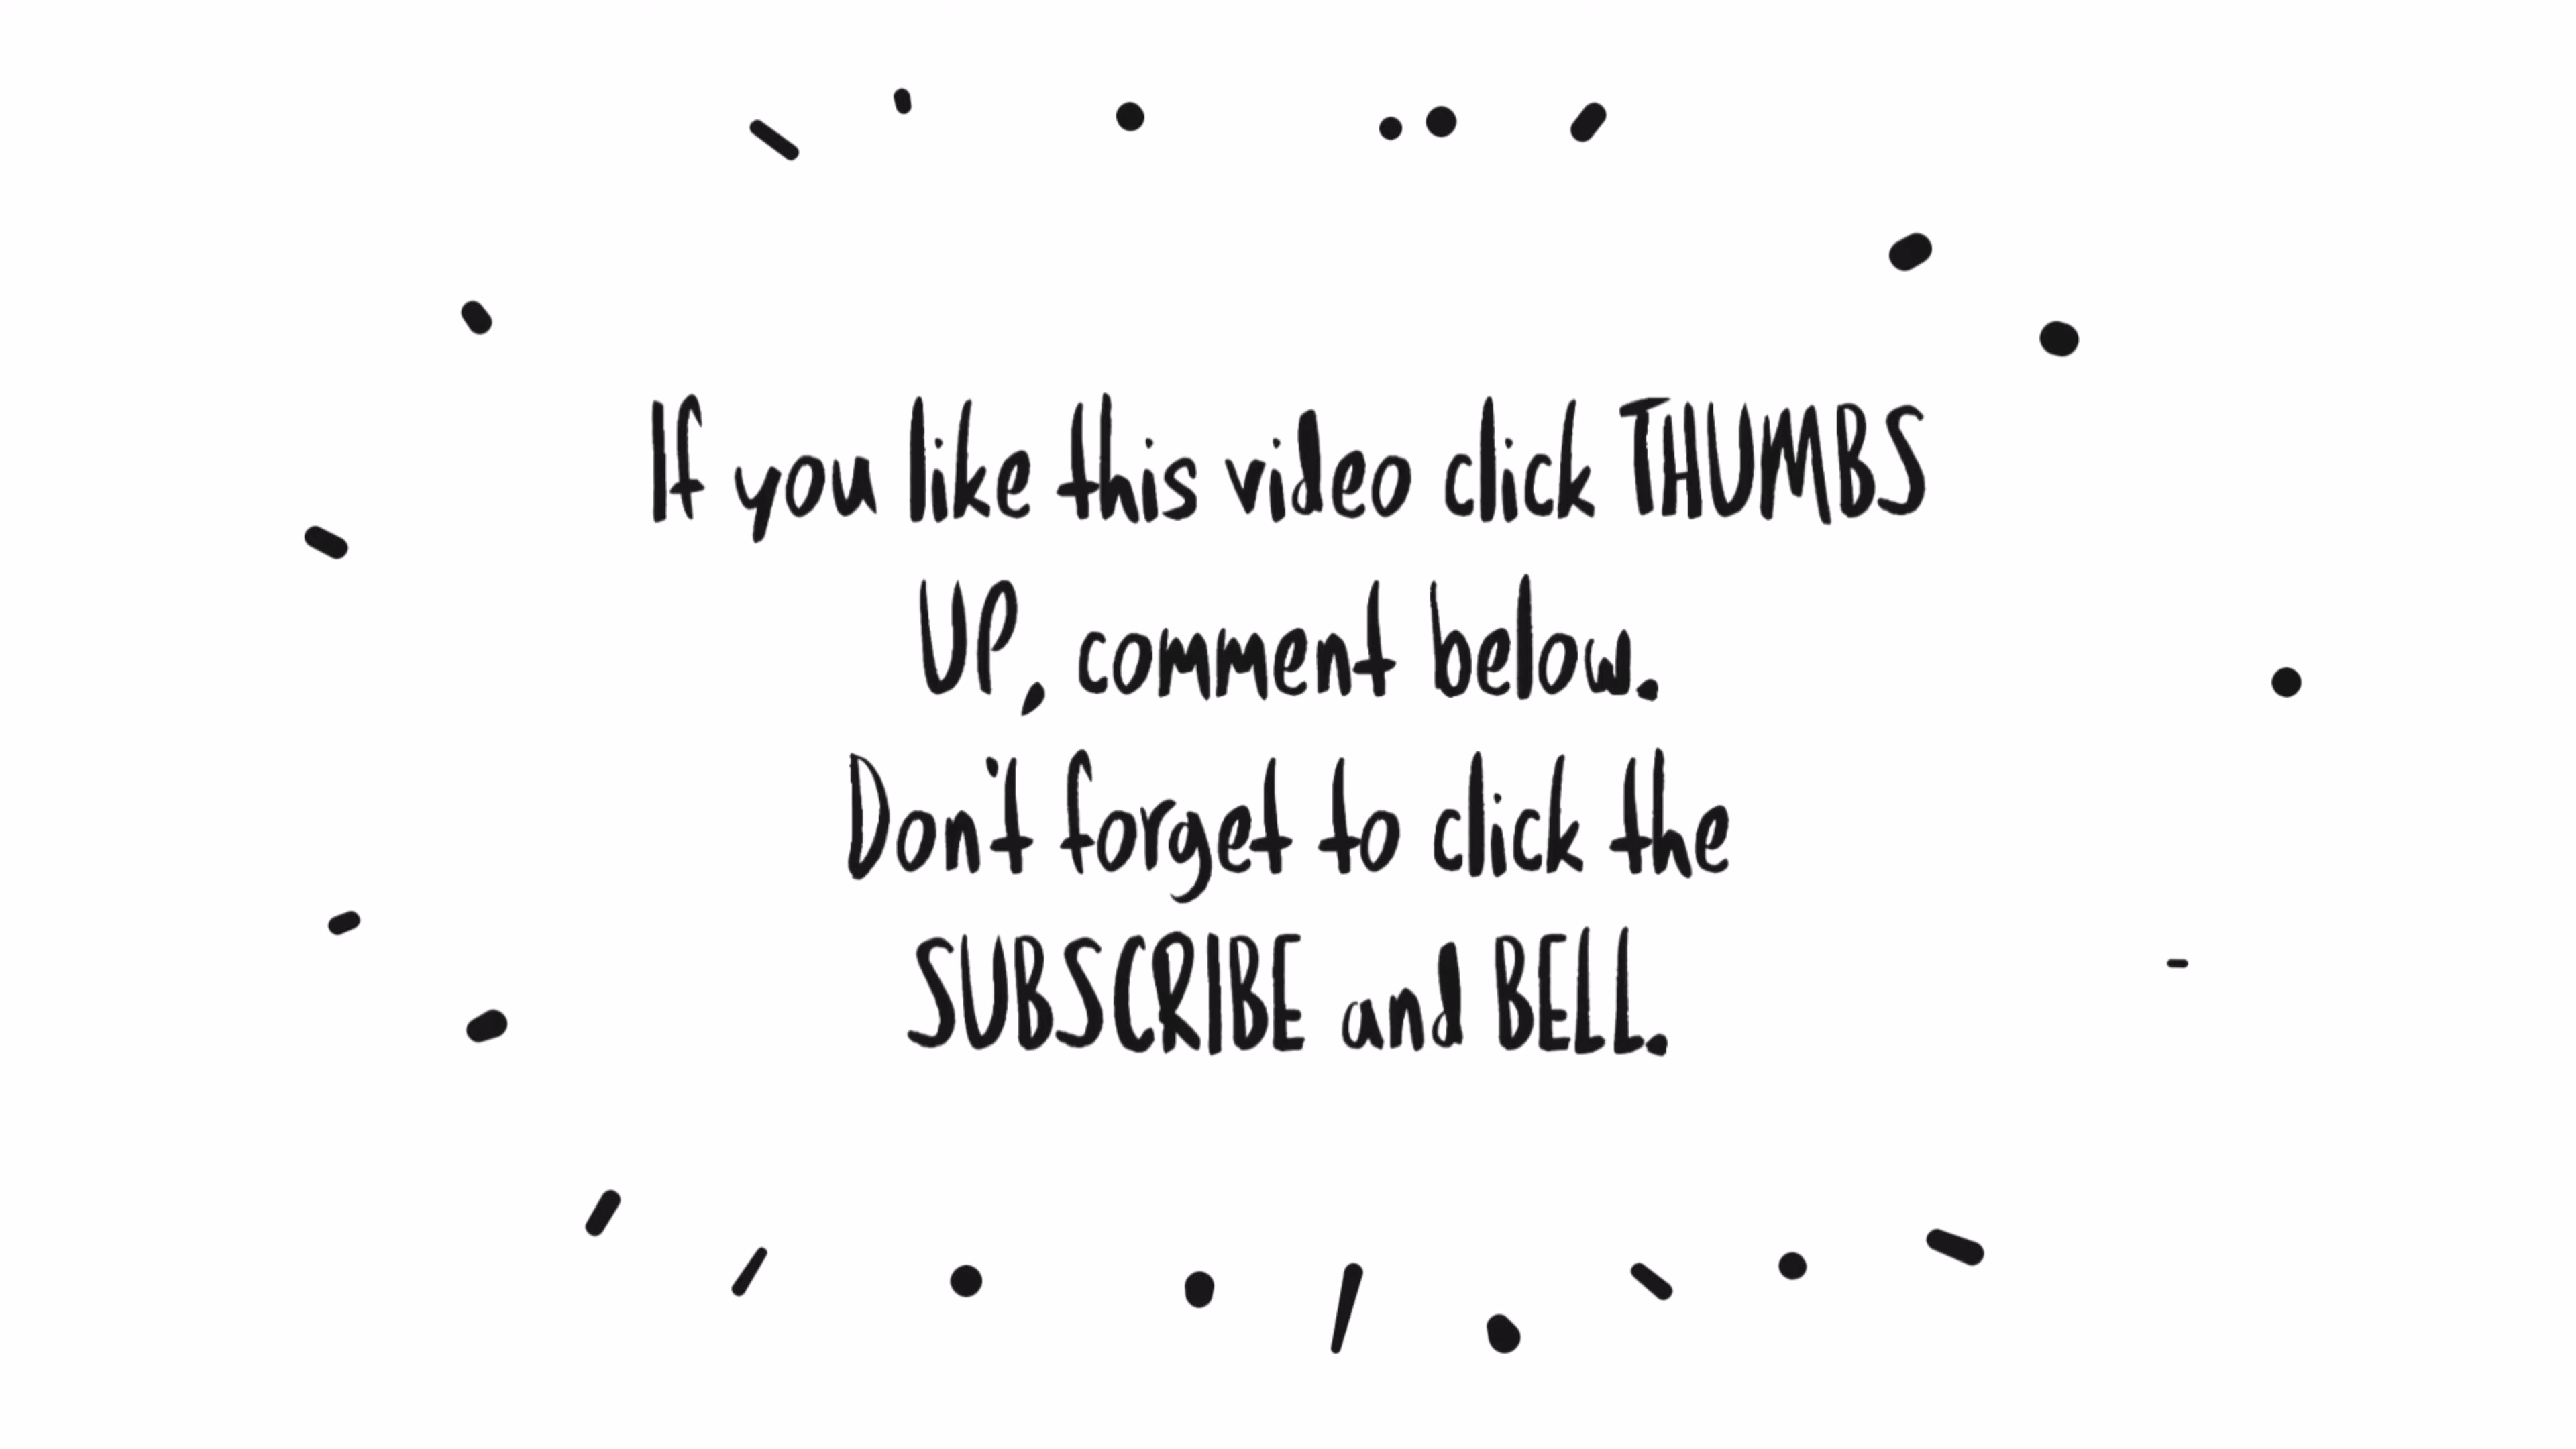 If you like this video click THUMBS
UP, comment below.
Don't forget to click the
SUBSCRIBE and BELL.